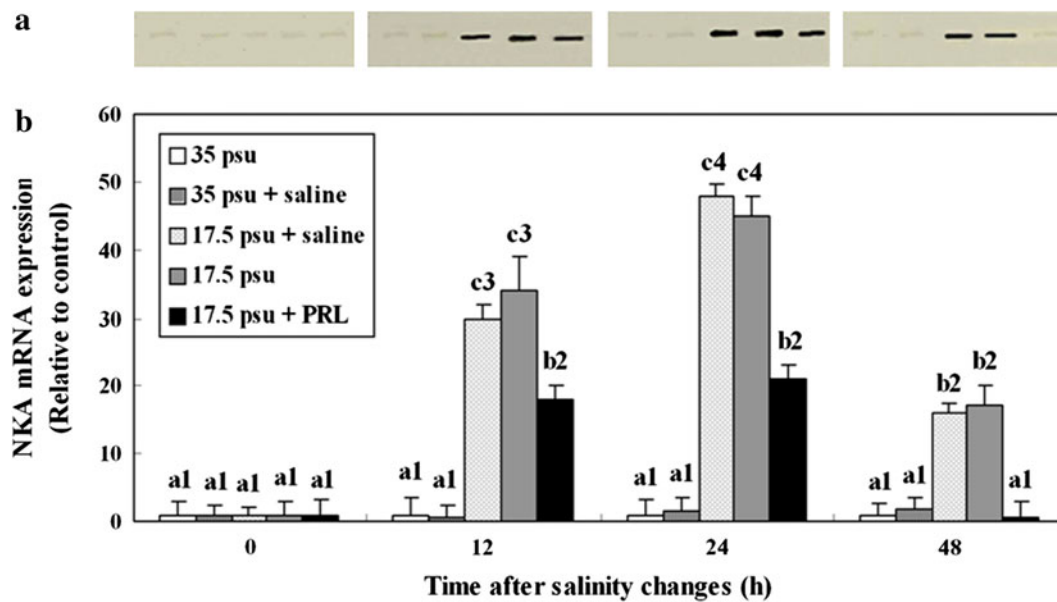 a
b
NKA mRNA expression
(Relative to control)
60
50
40
30
20
10
0
35 psu
35 psu + saline
17.5 psu + saline
17.5 psu
17.5 psu + PRL
a1 a1 a1 a1 a1
a1 a1 c3 c3 b2
a1 a1 c4 c4 b2
a1 a1 b2 b2 a1
0 12 24 48
Time after salinity changes (h)